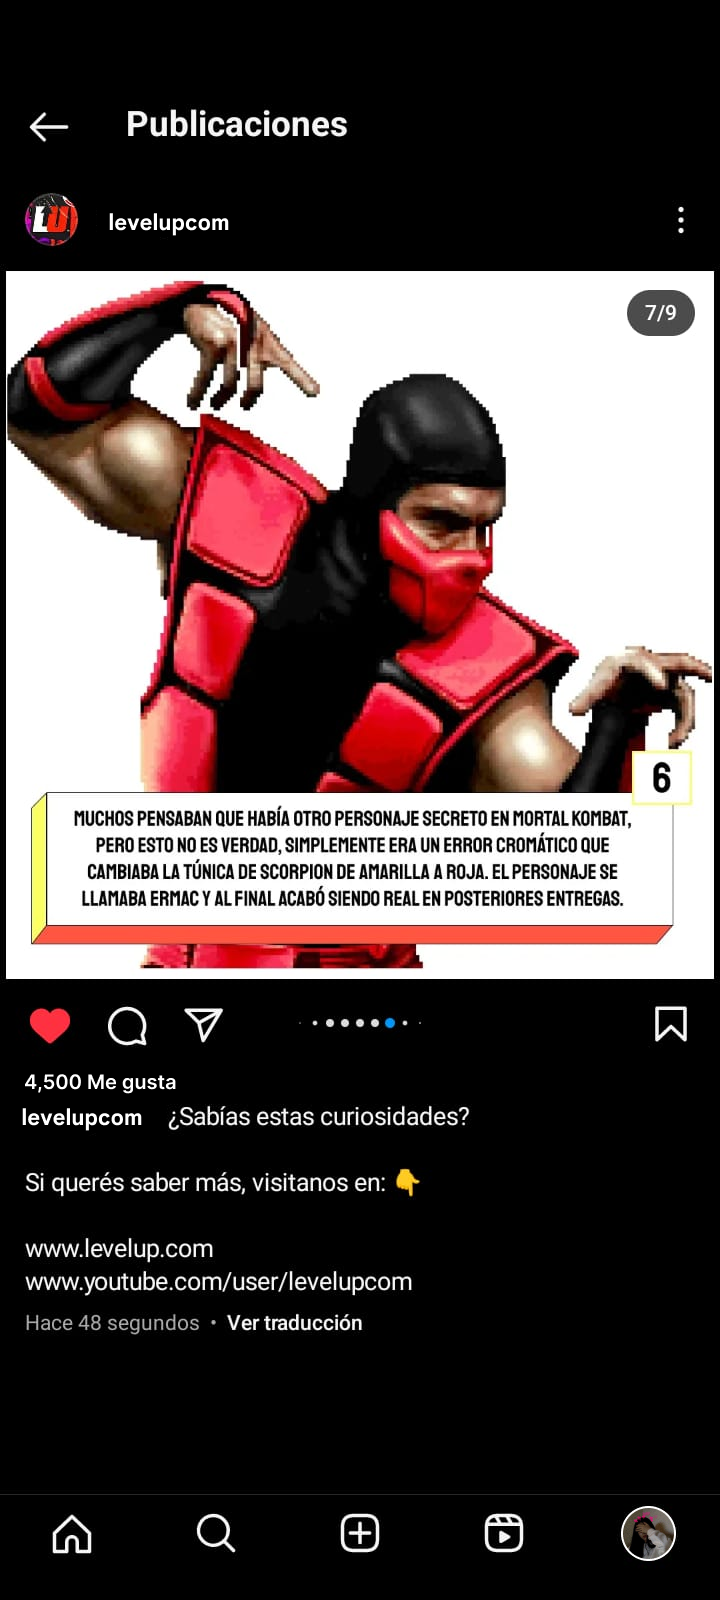 Publicaciones
LU
levelupcom
7/9
6
MUCHOS PENSABAN QUE HABÍA OTRO PERSONAJE SECRETO EN MORTAL KOMBAT,
PERO ESTO NO ES VERDAD, SIMPLEMENTE ERA UN ERROR CROMÁTICO QUE
CAMBIABA LA TÚNICA DE SCORPION DE AMARILLA A ROJA. EL PERSONAJE SE
LLAMABA ERMAC Y AL FINAL ACABÓ SIENDO REAL EN POSTERIORES ENTREGAS.
4,500 Me gusta
levelupcom ¿Sabías estas curiosidades?
Si querés saber más, visitanos en: 👇
www.levelup.com
www.youtube.com/user/levelupcom
Hace 48 segundos • Ver traducción